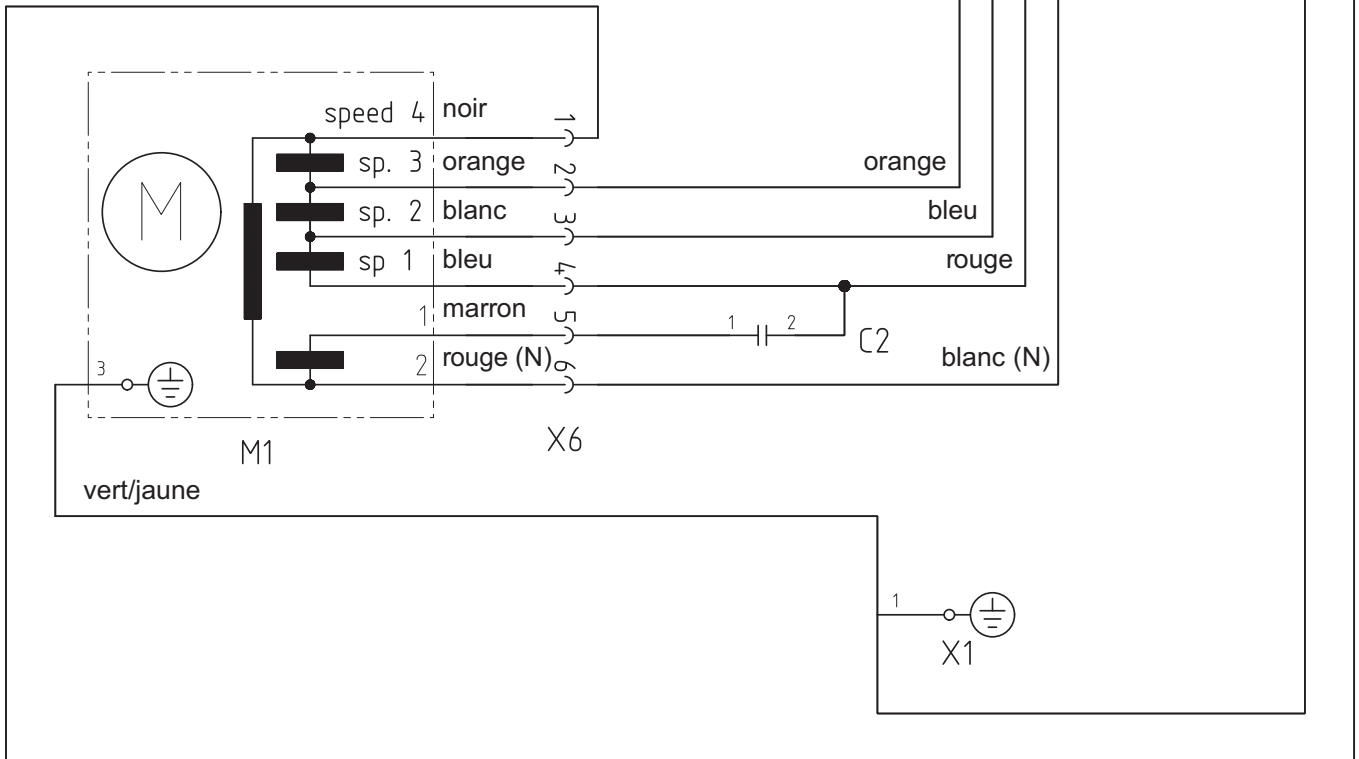 speed 4 noir
1
sp. 3 orange
2
orange
sp. 2 blanc
3
bleu
sp 1 bleu
4
rouge
1 marron
5
1 2
C2
2 rouge (N)
6
blanc (N)
3
M
M1
X6
vert/jaune
1
X1